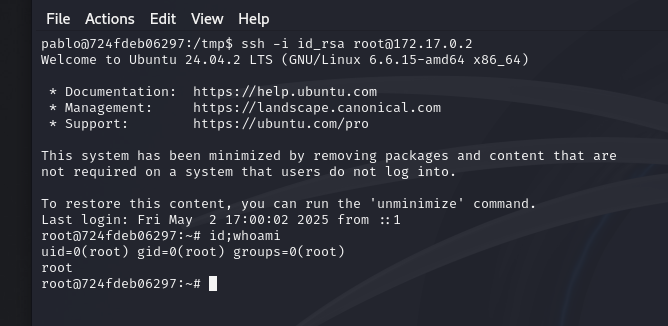 File Actions Edit View Help
pablo@724fdeb06297:/tmp$ ssh -i id_rsa root@172.17.0.2
Welcome to Ubuntu 24.04.2 LTS (GNU/Linux 6.6.15-amd64 x86_64)
* Documentation: https://help.ubuntu.com
* Management: https://landscape.canonical.com
* Support: https://ubuntu.com/pro
This system has been minimized by removing packages and content that are
not required on a system that users do not log into.
To restore this content, you can run the 'unminimize' command.
Last login: Fri May  2 17:00:02 2025 from ::1
root@724fdeb06297:~# id;whoami
uid=0(root) gid=0(root) groups=0(root)
root
root@724fdeb06297:~#